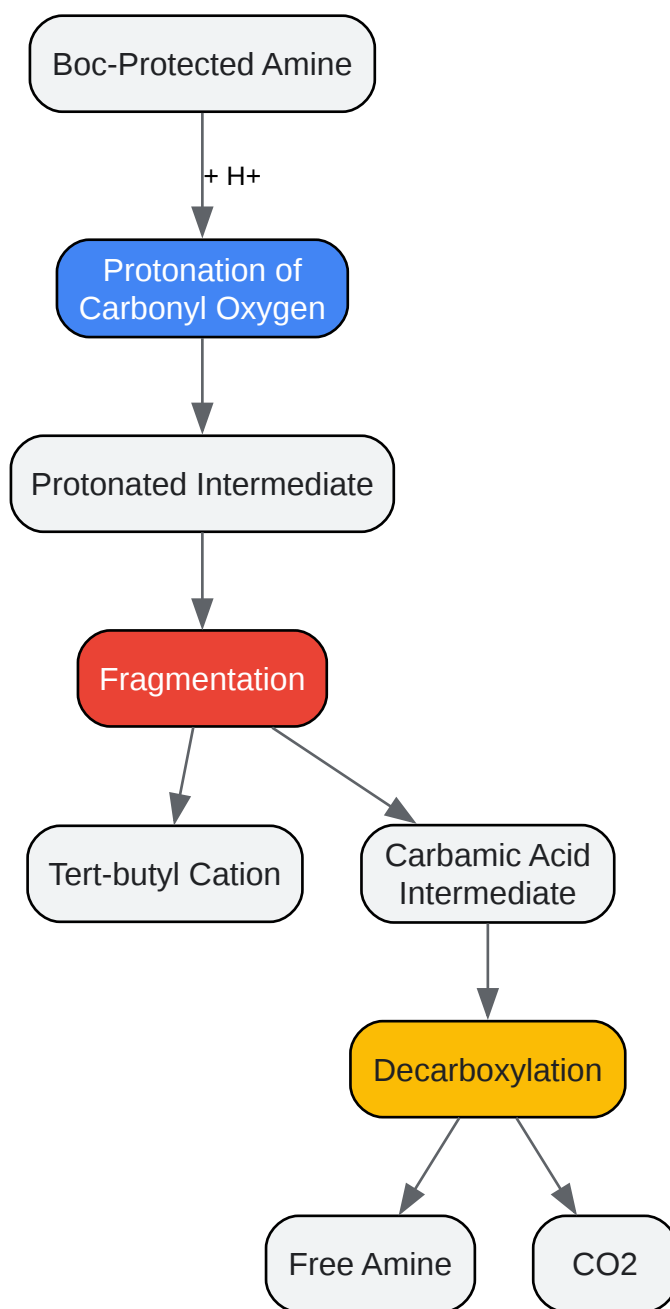 Boc-Protected Amine
+ H+
Protonation of
Carbonyl Oxygen
Protonated Intermediate
Fragmentation
Tert-butyl Cation
Carbamic Acid
Intermediate
Decarboxylation
Free Amine
CO2